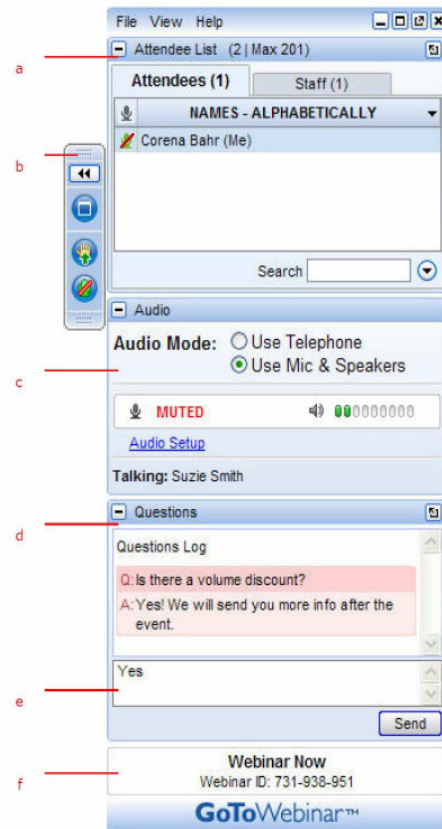 File View Help
Attendee List (2 | Max 201)
Attendees (1)
Staff (1)
NAMES - ALPHABETICALLY
Corena Bahr (Me)
Search
Audio
Audio Mode:
Use Telephone
Use Mic & Speakers
MUTED
Audio Setup
Talking: Suzie Smith
Questions
Questions Log
Q: Is there a volume discount?
A: Yes! We will send you more info after the
event.
Yes
Send
Webinar Now
Webinar ID: 731-938-951
GoToWebinar™
a
b
c
d
e
f